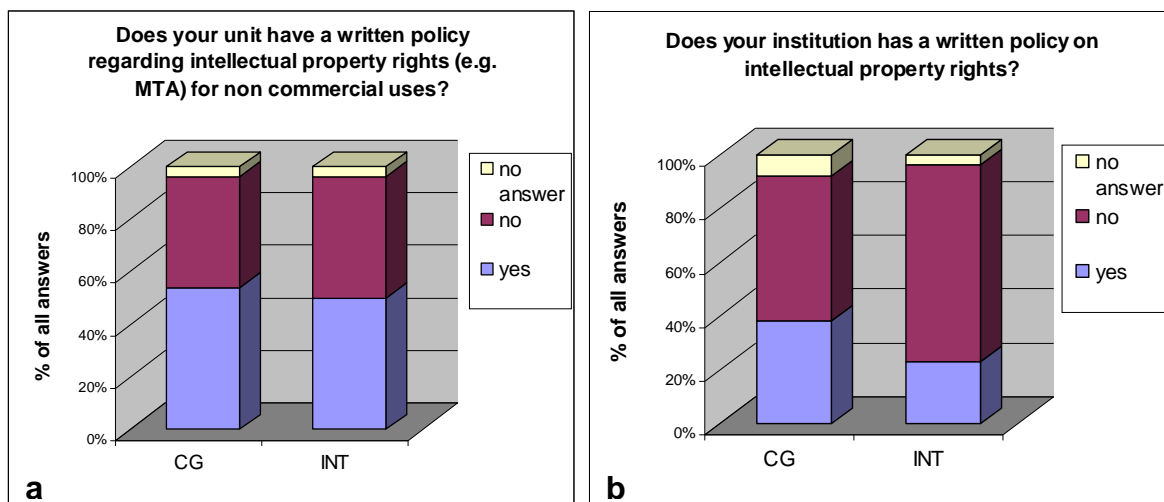 Does your unit have a written policy
regarding intellectual property rights (e.g.
MTA) for non commercial uses?
100%
80%
60%
40%
20%
0%
% of all answers
CG
INT
no
answer
no
yes
a
Does your institution has a written policy on
intellectual property rights?
100%
80%
60%
40%
20%
0%
% of all answers
CG
INT
no
answer
no
yes
b